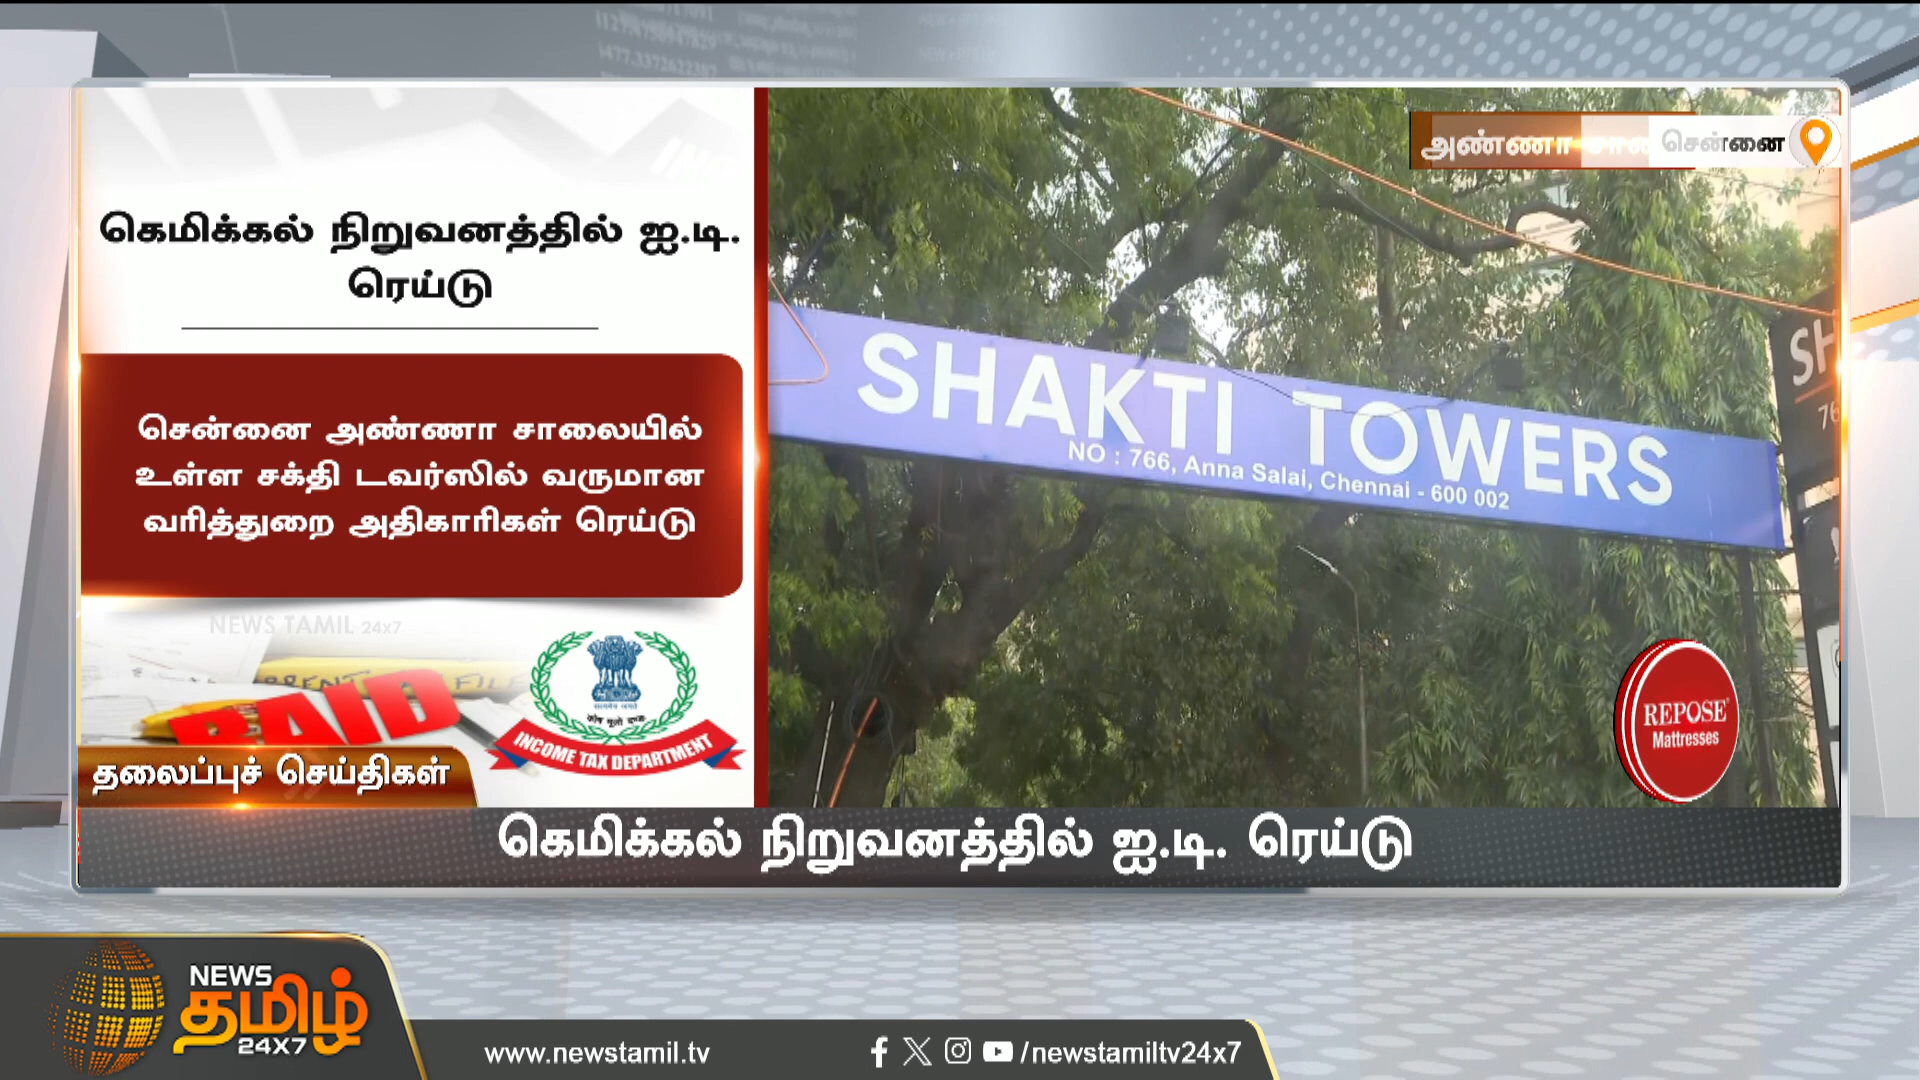 கெமிக்கல் நிறுவனத்தில் ஐ.டி.
ரெய்டு
சென்னை அண்ணா சாலையில்
உள்ள சக்தி டவர்ஸில் வருமான
வரித்துறை அதிகாரிகள் ரெய்டு
NEWS TAMIL 24x7
RAID
INCOME TAX DEPARTMENT
தலைப்புச் செய்திகள்
அண்ணா
சென்னை
SHAKTI TOWERS
NO : 766, Anna Salai, Chennai - 600 002
REPOSE
Mattresses
கெமிக்கல் நிறுவனத்தில் ஐ.டி. ரெய்டு
NEWS
தமிழ்
24X7
www.newstamil.tv
/newstamiltv24x7